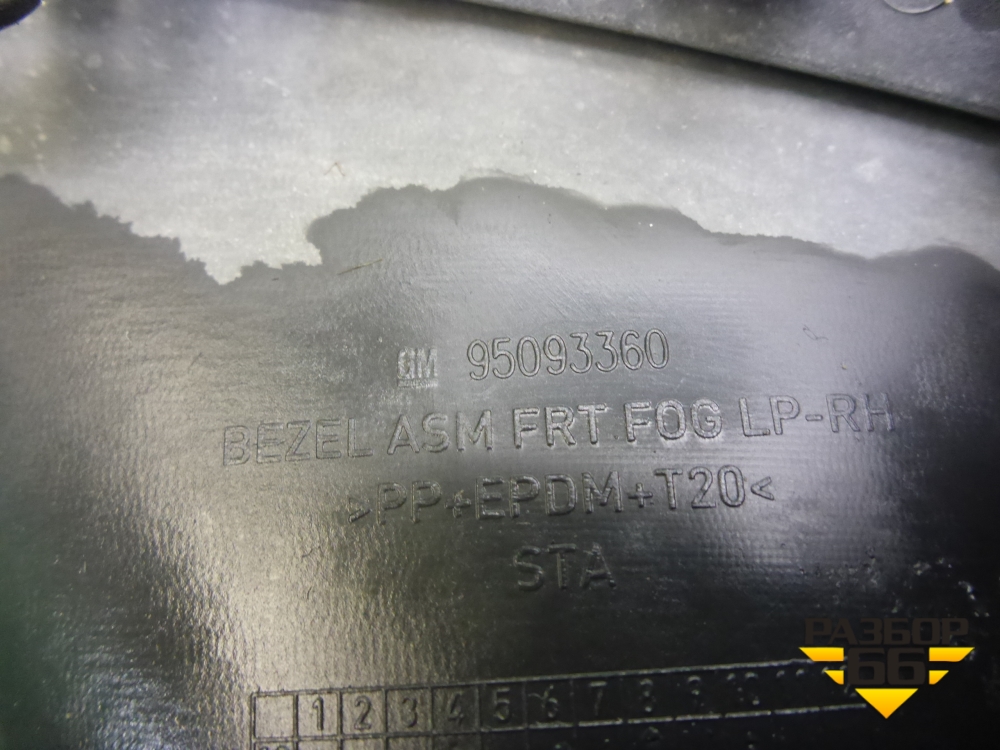 GM 95093360
BEZEL ASM FRT FOG LP-RH
>PP+EPDM+T20<
STA
1 2 3 4 5 6 7 8 9 10
РАЗБОР
66